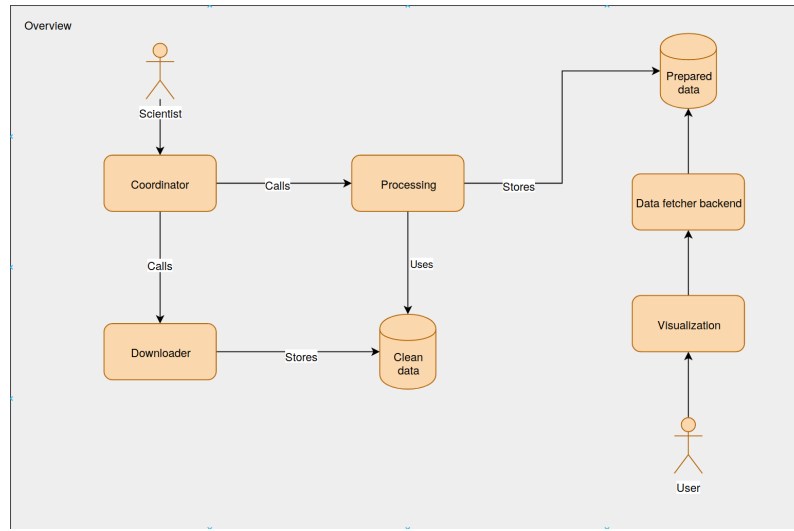 Overview
Prepared
data
Scientist
Coordinator
Calls
Processing
Stores
Data fetcher backend
Calls
Uses
Visualization
Downloader
Stores
Clean
data
User